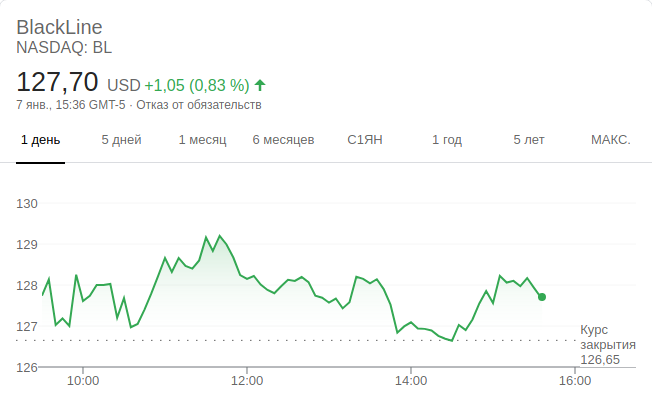 BlackLine
NASDAQ: BL
127,70 USD +1,05 (0,83 %)
7 янв., 15:36 GMT-5 · Отказ от обязательств
1 день 5 дней 1 месяц 6 месяцев С1ЯН 1 год 5 лет МАКС.
130
129
128
127
126
Курс
закрытия
126,65
10:00 12:00 14:00 16:00